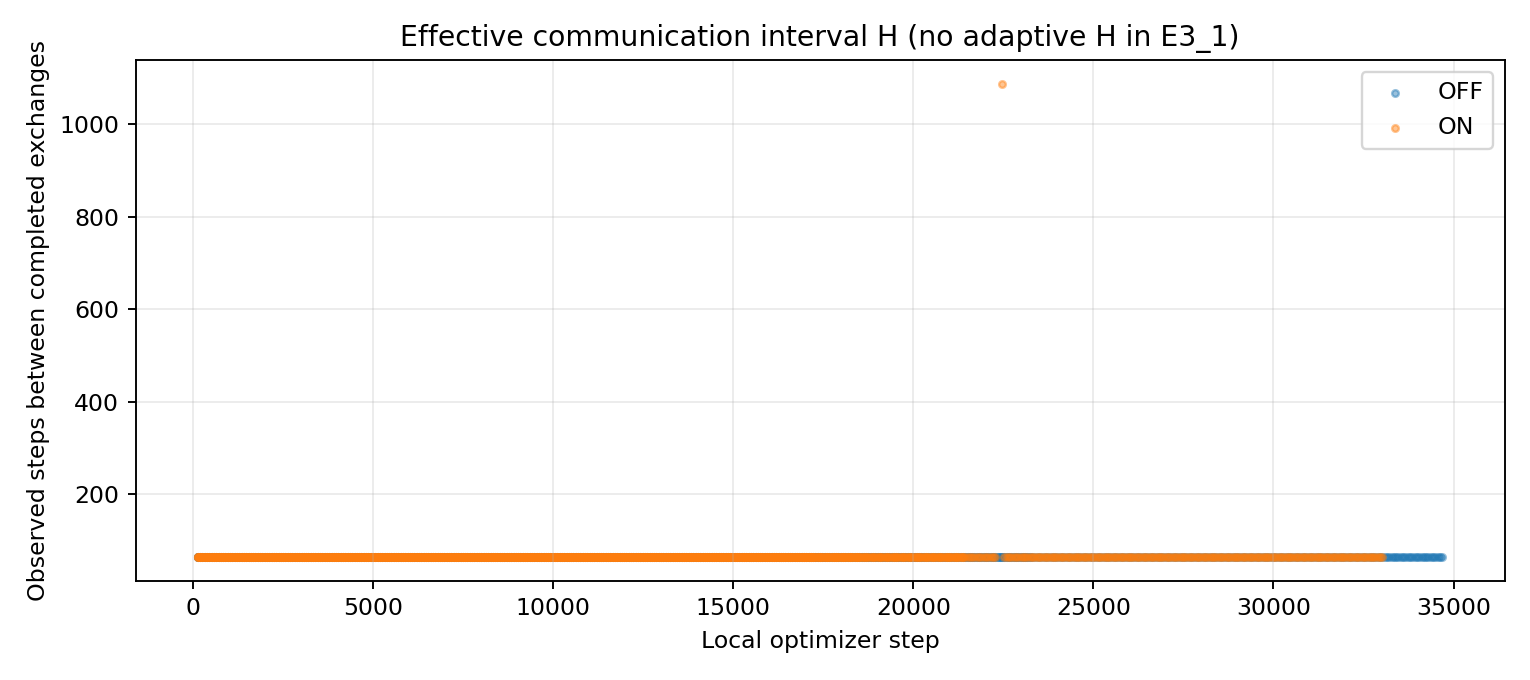 Effective communication interval H (no adaptive H in E3_1)
Observed steps between completed exchanges
1000
800
600
400
200
OFF
ON
0
5000
10000
15000
20000
25000
30000
35000
Local optimizer step